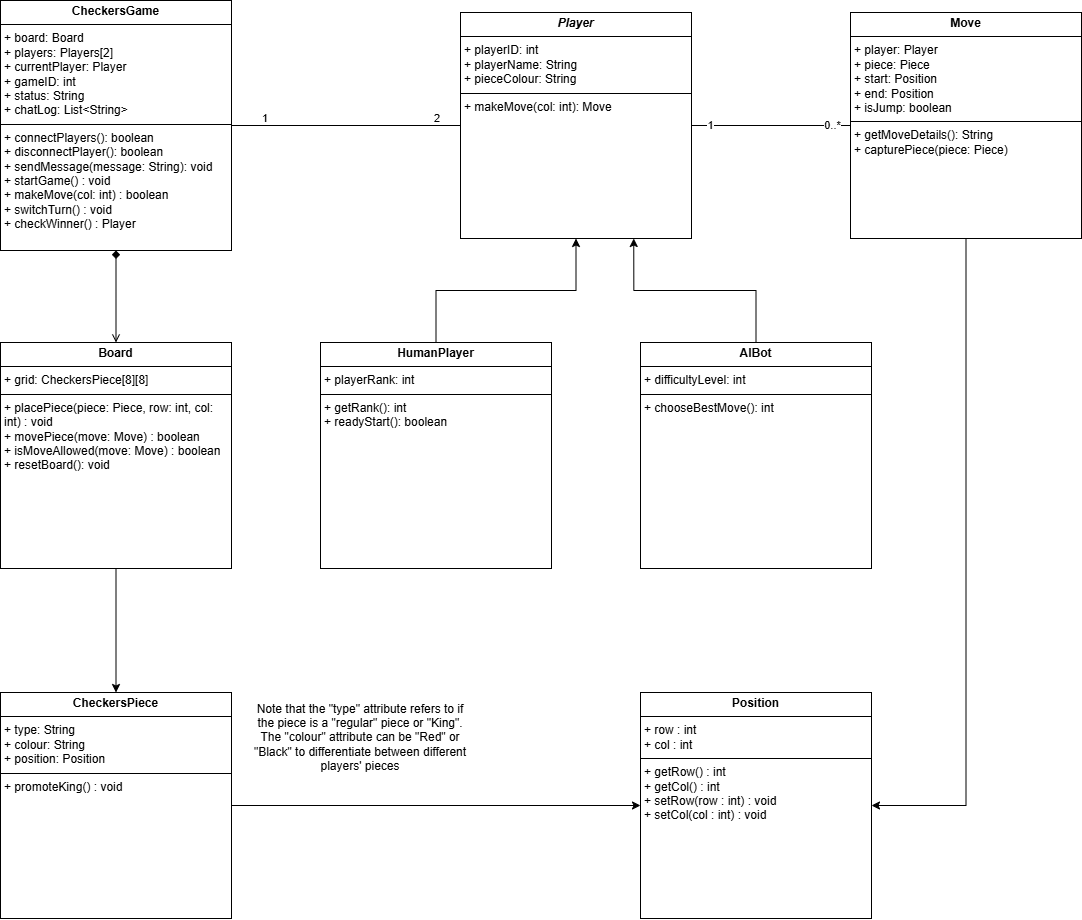 CheckersGame
+ board: Board
+ players: Players[2]
+ currentPlayer: Player
+ gameID: int
+ status: String
+ chatLog: List<String>
+ connectPlayers(): boolean
+ disconnectPlayer(): boolean
+ sendMessage(message: String): void
+ startGame() : void
+ makeMove(col: int) : boolean
+ switchTurn() : void
+ checkWinner() : Player
1
2
Player
+ playerID: int
+ playerName: String
+ pieceColour: String
+ makeMove(col: int): Move
1
0..*
Move
+ player: Player
+ piece: Piece
+ start: Position
+ end: Position
+ isJump: boolean
+ getMoveDetails(): String
+ capturePiece(piece: Piece)
Board
+ grid: CheckersPiece[8][8]
+ placePiece(piece: Piece, row: int, col:
int) : void
+ movePiece(move: Move) : boolean
+ isMoveAllowed(move: Move) : boolean
+ resetBoard(): void
HumanPlayer
+ playerRank: int
+ getRank(): int
+ readyStart(): boolean
AIBot
+ difficultyLevel: int
+ chooseBestMove(): int
CheckersPiece
+ type: String
+ colour: String
+ position: Position
+ promoteKing() : void
Note that the "type" attribute refers to if
the piece is a "regular" piece or "King".
The "colour" attribute can be "Red" or
"Black" to differentiate between different
players' pieces
Position
+ row : int
+ col : int
+ getRow() : int
+ getCol() : int
+ setRow(row : int) : void
+ setCol(col : int) : void